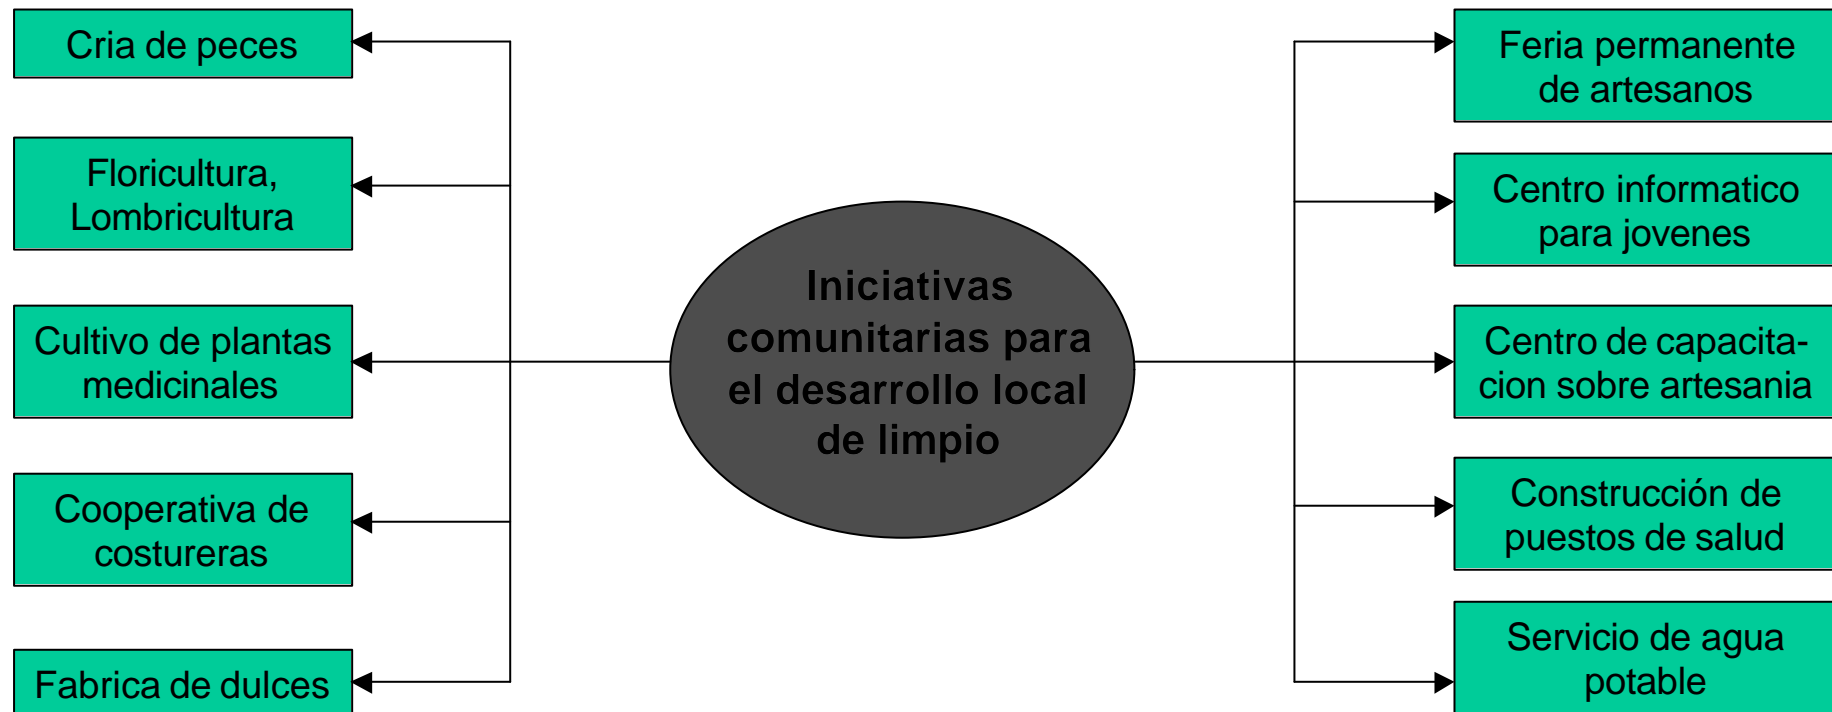 Cria de peces
Floricultura,
Lombricultura
Cultivo de plantas
medicinales
Cooperativa de
costureras
Fabrica de dulces
Iniciativas
comunitarias para
el desarrollo local
de limpio
Feria permanente
de artesanos
Centro informatico
para jovenes
Centro de capacita-
cion sobre artesania
Construcción de
puestos de salud
Servicio de agua
potable